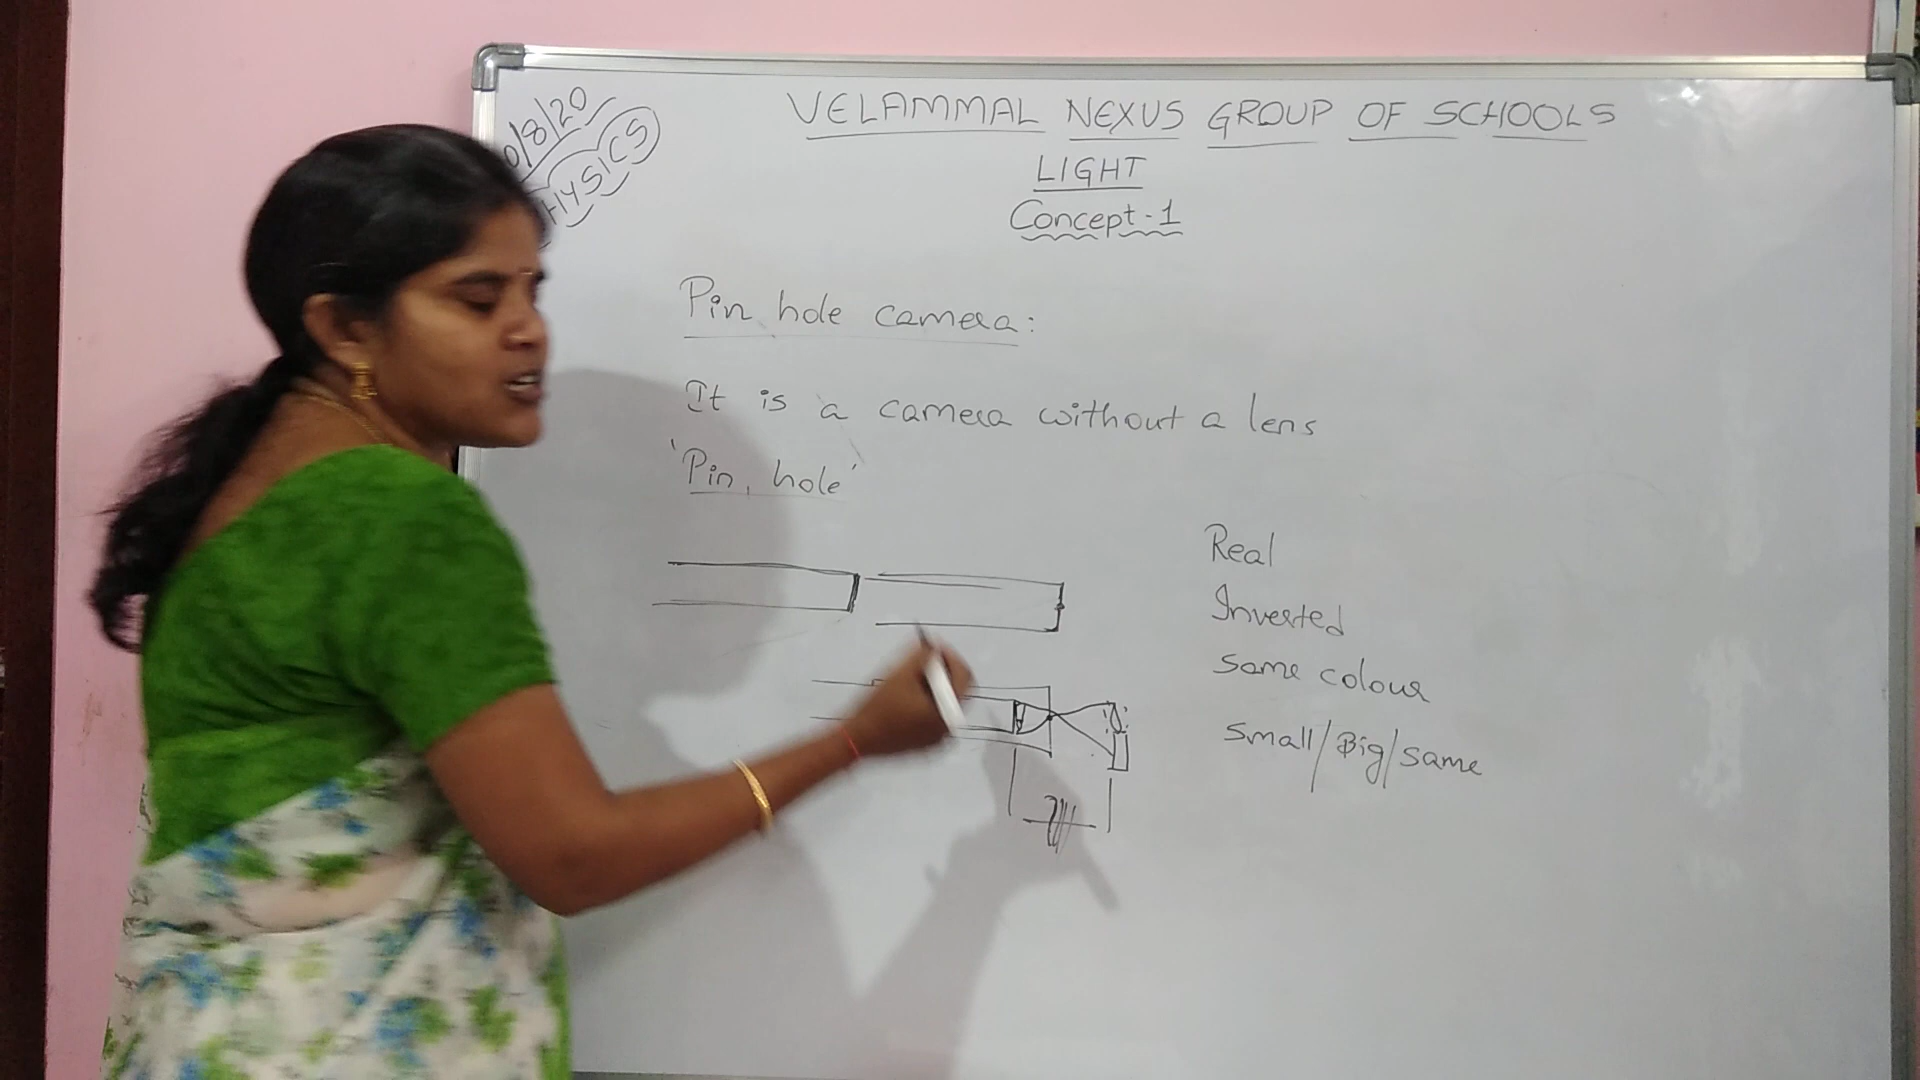 /8/20
PHYSICS
VELAMMAL NEXUS GROUP OF SCHOOLS
LIGHT
Concept-1
Pin hole camera:
It is a camera without a lens
'Pin, hole'
Real
Inverted
Same colour
Small/Big/same